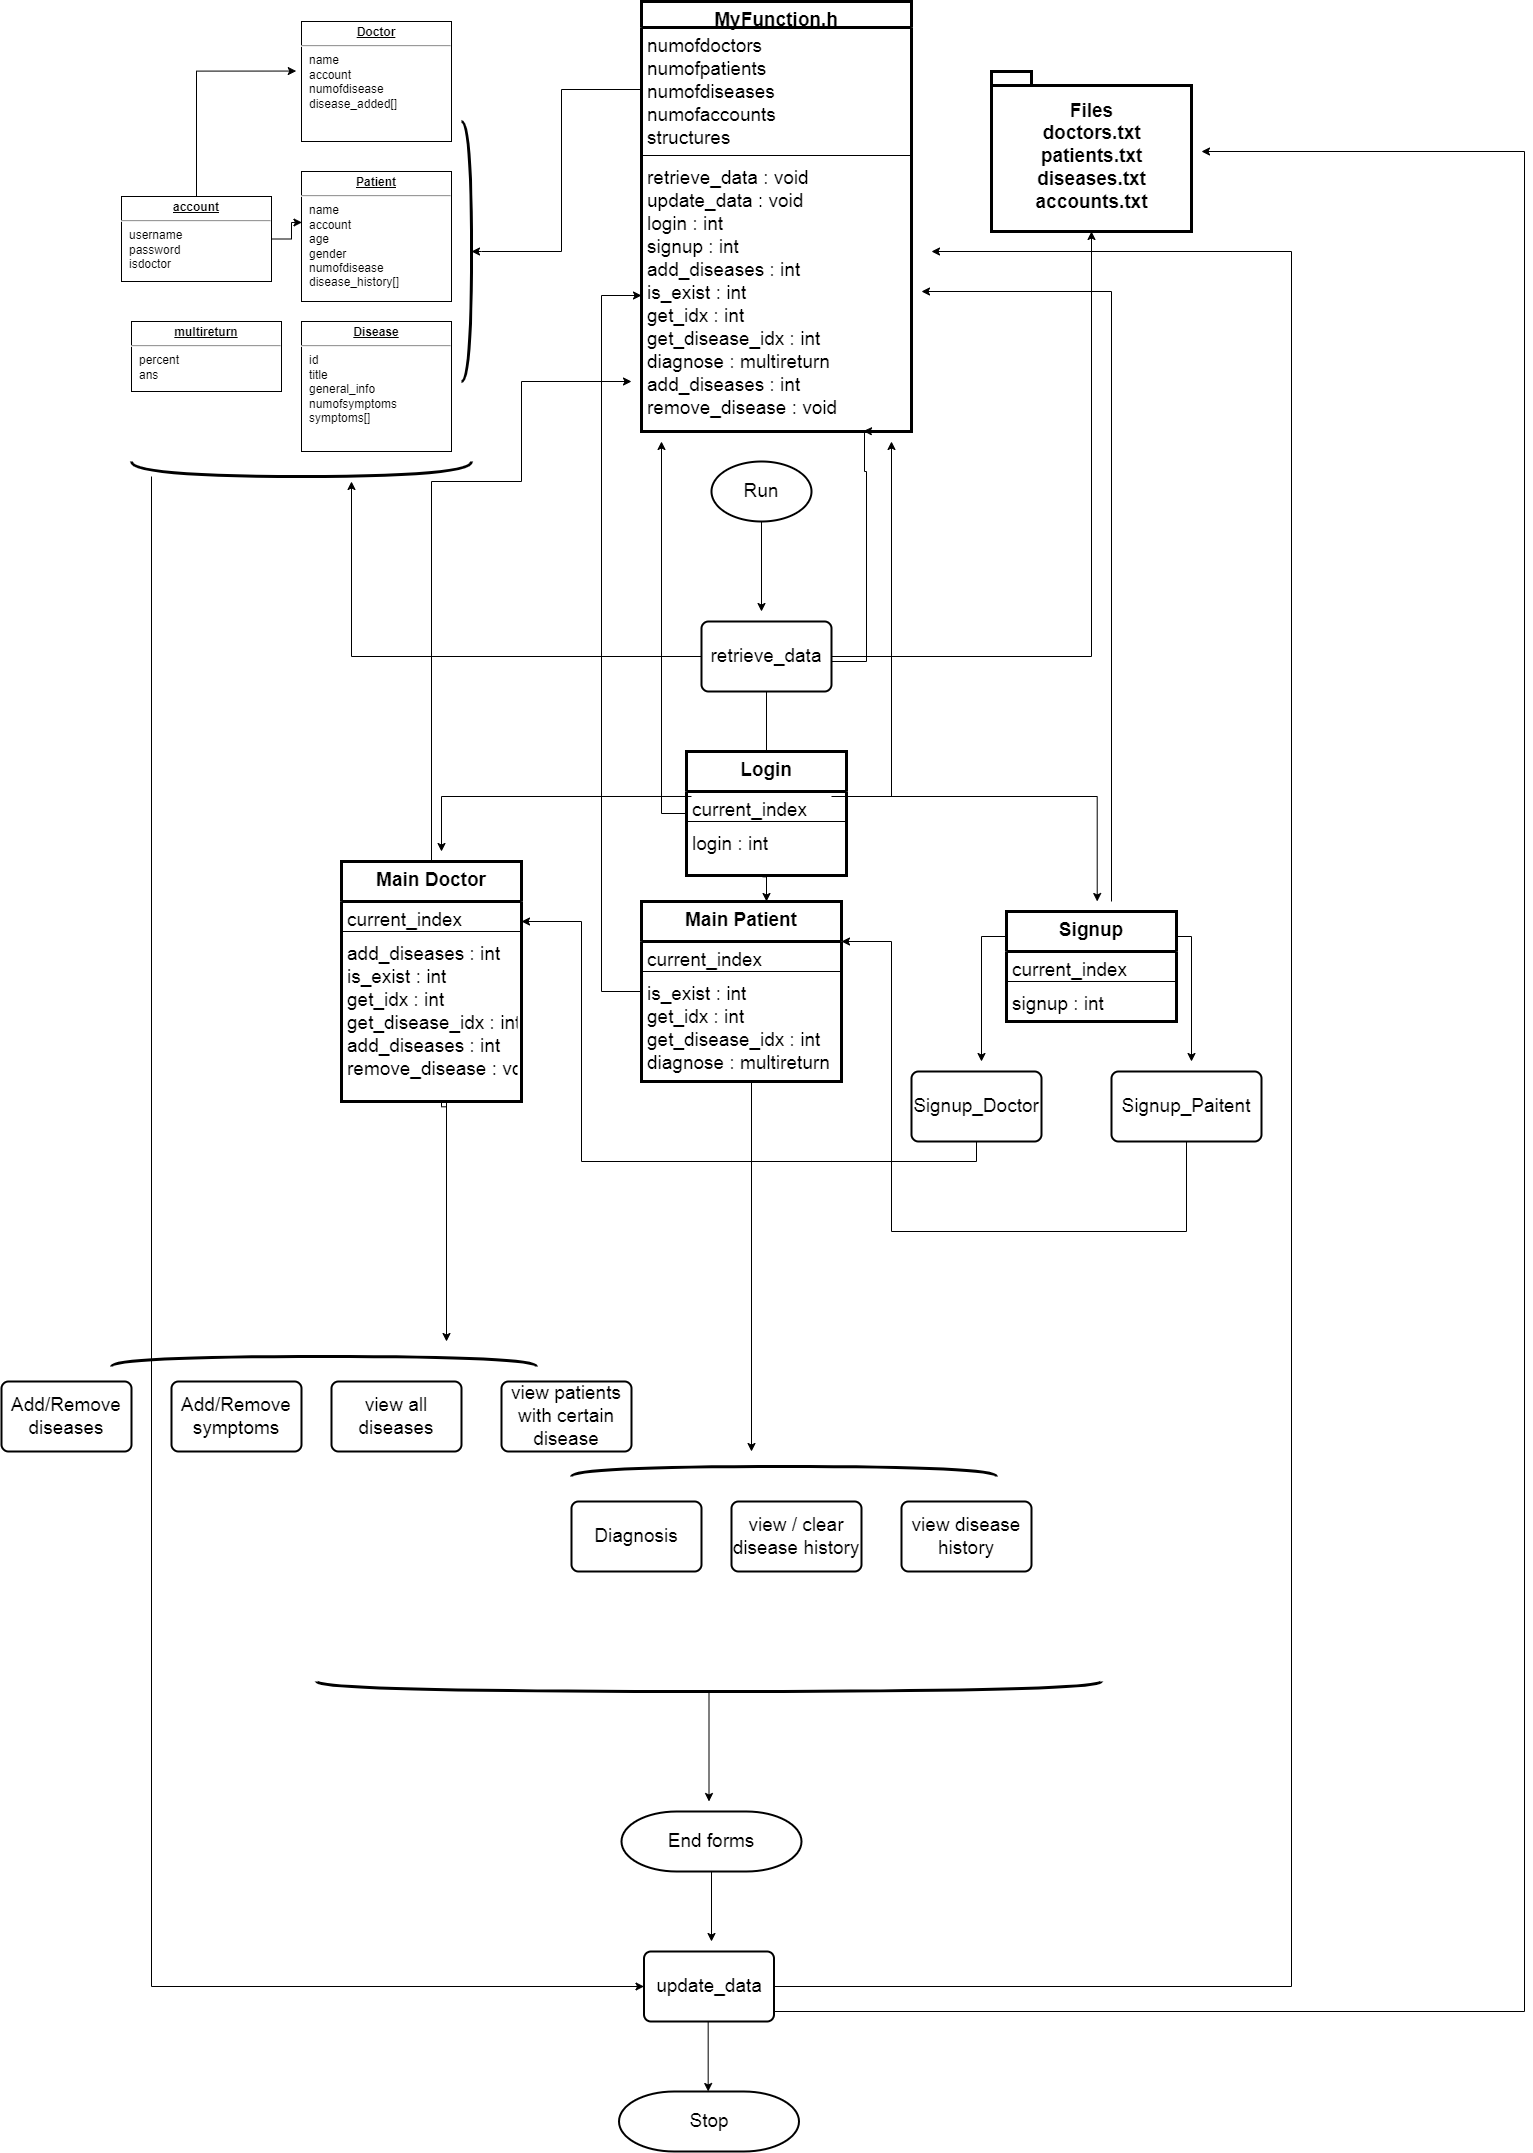 Doctor
name
account
numofdisease
disease_added[]
account
username
password
isdoctor
Patient
name
account
age
gender
numofdisease
disease_history[]
multireturn
percent
ans
Disease
id
title
general_info
numofsymptoms
symptoms[]
MyFunction.h
numofdoctors
numofpatients
numofdiseases
numofaccounts
structures
retrieve_data : void
update_data : void
login : int
signup : int
add_diseases : int
is_exist : int
get_idx : int
get_disease_idx : int
diagnose : multireturn
add_diseases : int
remove_disease : void
Files
doctors.txt
patients.txt
diseases.txt
accounts.txt
Run
retrieve_data
Login
current_index
login : int
Main Doctor
current_index
add_diseases : int
is_exist : int
get_idx : int
get_disease_idx : int
add_diseases : int
remove_disease : vo
Main Patient
current_index
is_exist : int
get_idx : int
get_disease_idx : int
diagnose : multireturn
Signup
current_index
signup : int
Signup_Doctor
Signup_Paitent
Add/Remove
diseases
Add/Remove
symptoms
view all
diseases
view patients
with certain
disease
Diagnosis
view / clear
disease history
view disease
history
End forms
update_data
Stop